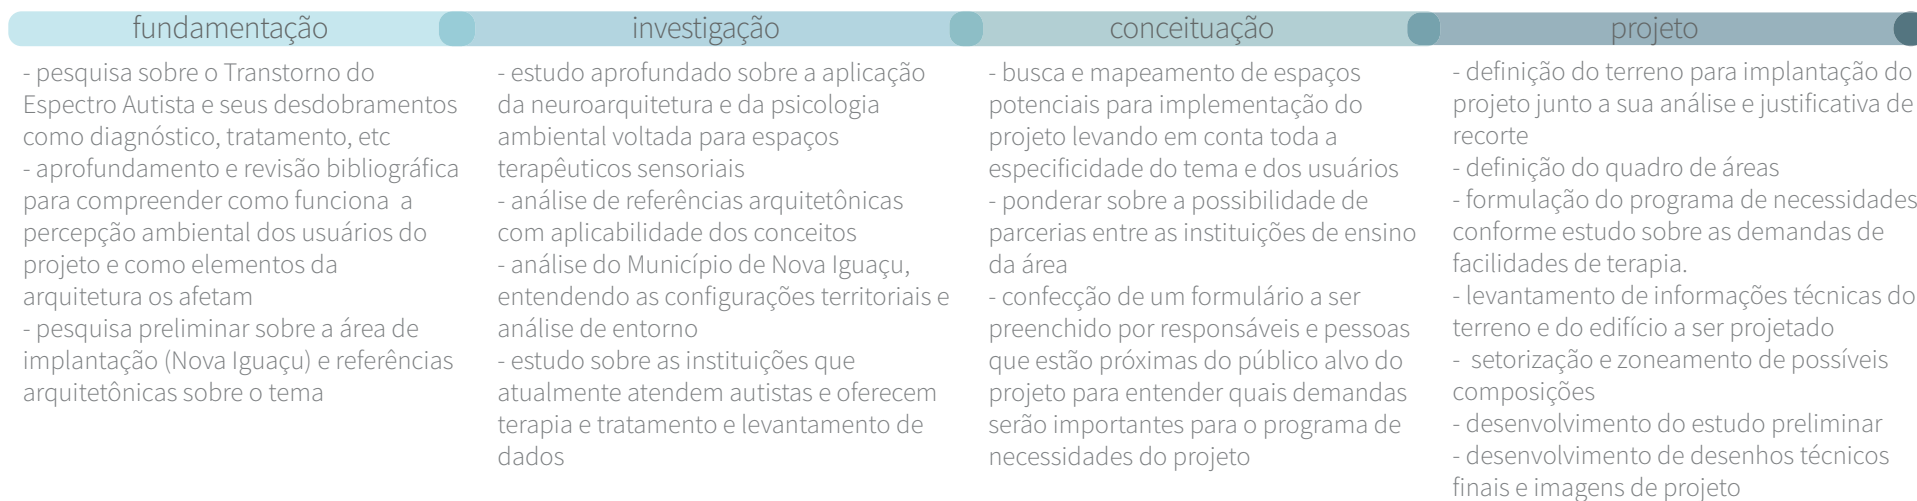 fundamentação
- pesquisa sobre o Transtorno do
Espectro Autista e seus desdobramentos
como diagnóstico, tratamento, etc
- aprofundamento e revisão bibliográfica
para compreender como funciona  a
percepção ambiental dos usuários do
projeto e como elementos da
arquitetura os afetam
- pesquisa preliminar sobre a área de
implantação (Nova Iguaçu) e referências
arquitetônicas sobre o tema
investigação
- estudo aprofundado sobre a aplicação
da neuroarquitetura e da psicologia
ambiental voltada para espaços
terapêuticos sensoriais
- análise de referências arquitetônicas
com aplicabilidade dos conceitos
- análise do Município de Nova Iguaçu,
entendendo as configurações territoriais e
análise de entorno
- estudo sobre as instituições que
atualmente atendem autistas e oferecem
terapia e tratamento e levantamento de
dados
conceituação
- busca e mapeamento de espaços
potenciais para implementação do
projeto levando em conta toda a
especificidade do tema e dos usuários
- ponderar sobre a possibilidade de
parcerias entre as instituições de ensino
da área
- confecção de um formulário a ser
preenchido por responsáveis e pessoas
que estão próximas do público alvo do
projeto para entender quais demandas
serão importantes para o programa de
necessidades do projeto
projeto
- definição do terreno para implantação do
projeto junto a sua análise e justificativa de
recorte
- definição do quadro de áreas
- formulação do programa de necessidades
conforme estudo sobre as demandas de
facilidades de terapia.
- levantamento de informações técnicas do
terreno e do edifício a ser projetado
-  setorização e zoneamento de possíveis
composições
- desenvolvimento do estudo preliminar
- desenvolvimento de desenhos técnicos
finais e imagens de projeto